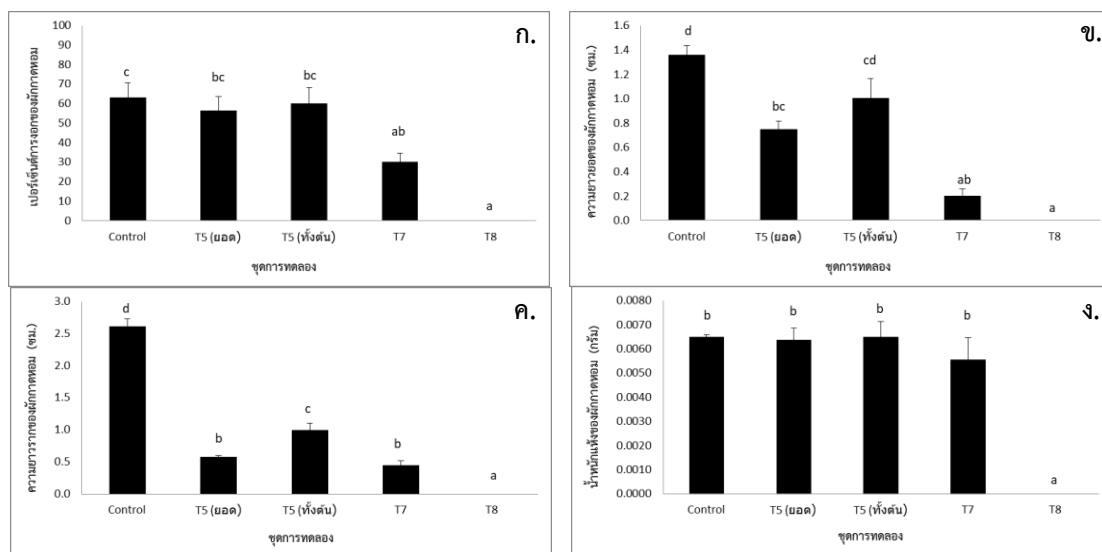 ก.
เปอร์เซ็นต์การงอกของผักกาดหอม
100
90
80
70
60
50
40
30
20
10
0
c
bc
bc
ab
a
Control
T5 (ยอด)
T5 (ทั้งต้น)
T7
T8
ชุดการทดลอง
ข.
ความยาวยอดของผักกาดหอม (ซม.)
1.6
1.4
1.2
1.0
0.8
0.6
0.4
0.2
0.0
d
bc
cd
ab
a
Control
T5 (ยอด)
T5 (ทั้งต้น)
T7
T8
ชุดการทดลอง
ค.
ความยาวรากของผักกาดหอม (ซม.)
3.0
2.5
2.0
1.5
1.0
0.5
0.0
d
b
c
b
a
Control
T5 (ยอด)
T5 (ทั้งต้น)
T7
T8
ชุดการทดลอง
ง.
น้ำหนักแห้งของผักกาดหอม (กรัม)
0.0080
0.0070
0.0060
0.0050
0.0040
0.0030
0.0020
0.0010
0.0000
b
b
b
b
a
Control
T5 (ยอด)
T5 (ทั้งต้น)
T7
T8
ชุดการทดลอง